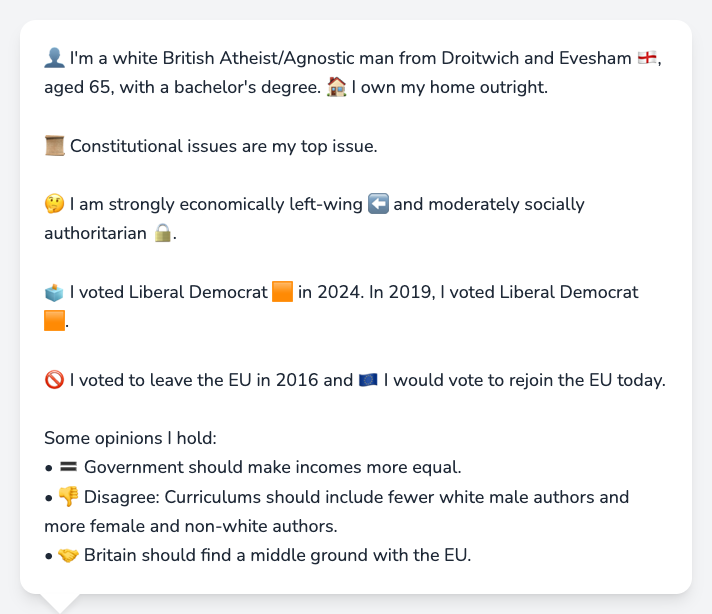 👤 I'm a white British Atheist/Agnostic man from Droitwich and Evesham 🏴󠁧󠁢󠁥󠁮󠁧󠁿,
aged 65, with a bachelor's degree. 🏠 I own my home outright.
📜 Constitutional issues are my top issue.
🤔 I am strongly economically left-wing ⬅️ and moderately socially
authoritarian 🔒.
🗳️ I voted Liberal Democrat 🟧 in 2024. In 2019, I voted Liberal Democrat
🟧.
🚫 I voted to leave the EU in 2016 and 🇪🇺 I would vote to rejoin the EU today.
Some opinions I hold:
• 🟰 Government should make incomes more equal.
• 👎 Disagree: Curriculums should include fewer white male authors and
more female and non-white authors.
• 🤝 Britain should find a middle ground with the EU.